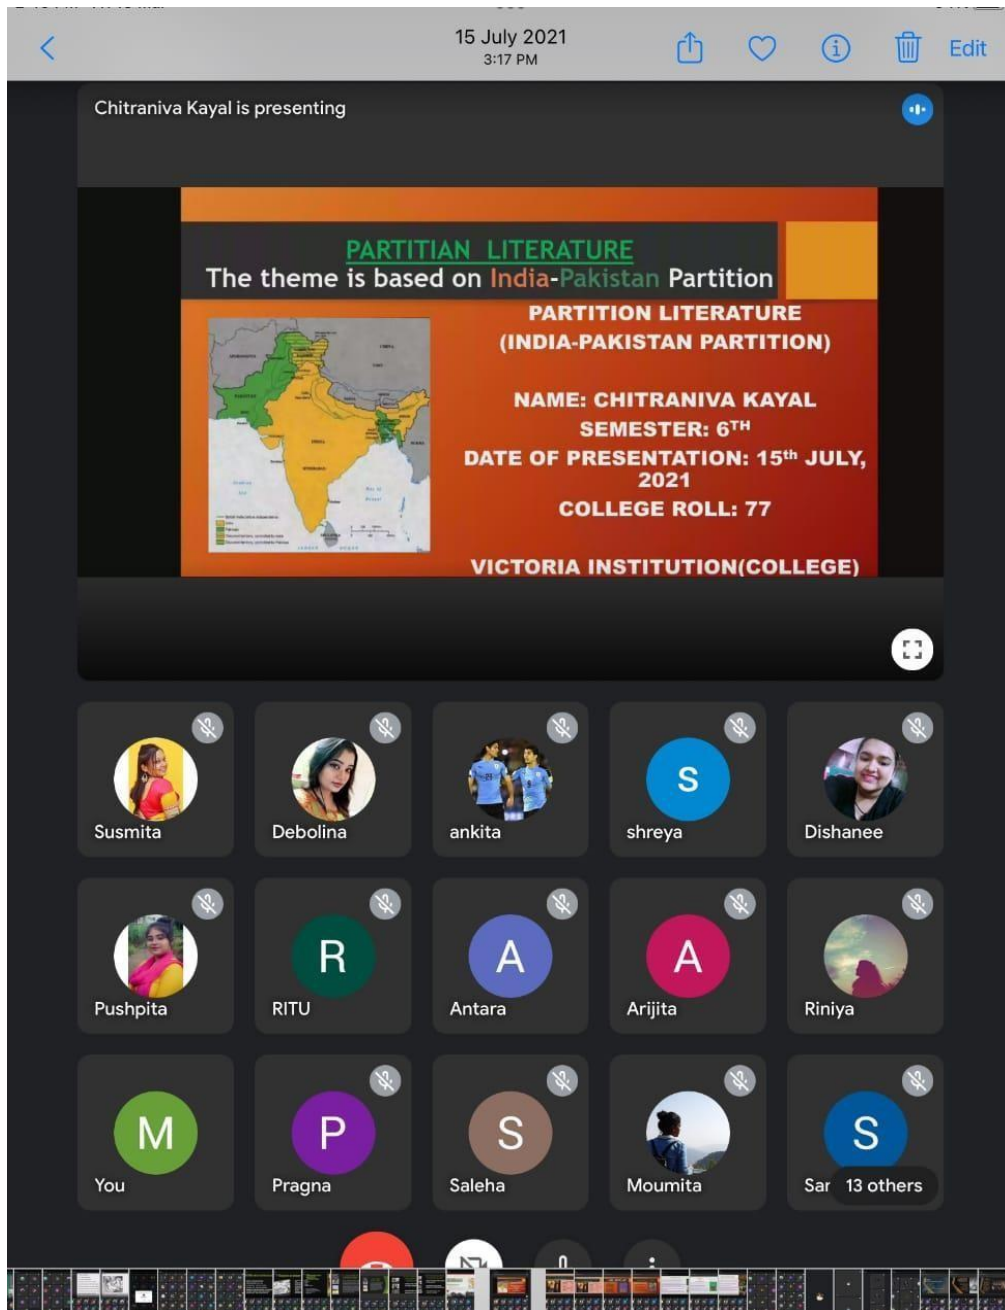 15 July 2021
3:17 PM
Edit
Chitraniva Kayal is presenting
PARTITIAN LITERATURE
The theme is based on India-Pakistan Partition
PARTITION LITERATURE
(INDIA-PAKISTAN PARTITION)
NAME: CHITRANIVA KAYAL
SEMESTER: 6TH
DATE OF PRESENTATION: 15th JULY,
2021
COLLEGE ROLL: 77
VICTORIA INSTITUTION(COLLEGE)
Susmita
Debolina
ankita
S
shreya
Dishanee
Pushpita
R
RITU
A
Antara
A
Arijita
Riniya
M
You
P
Pragna
S
Saleha
Moumita
S
Sar 13 others